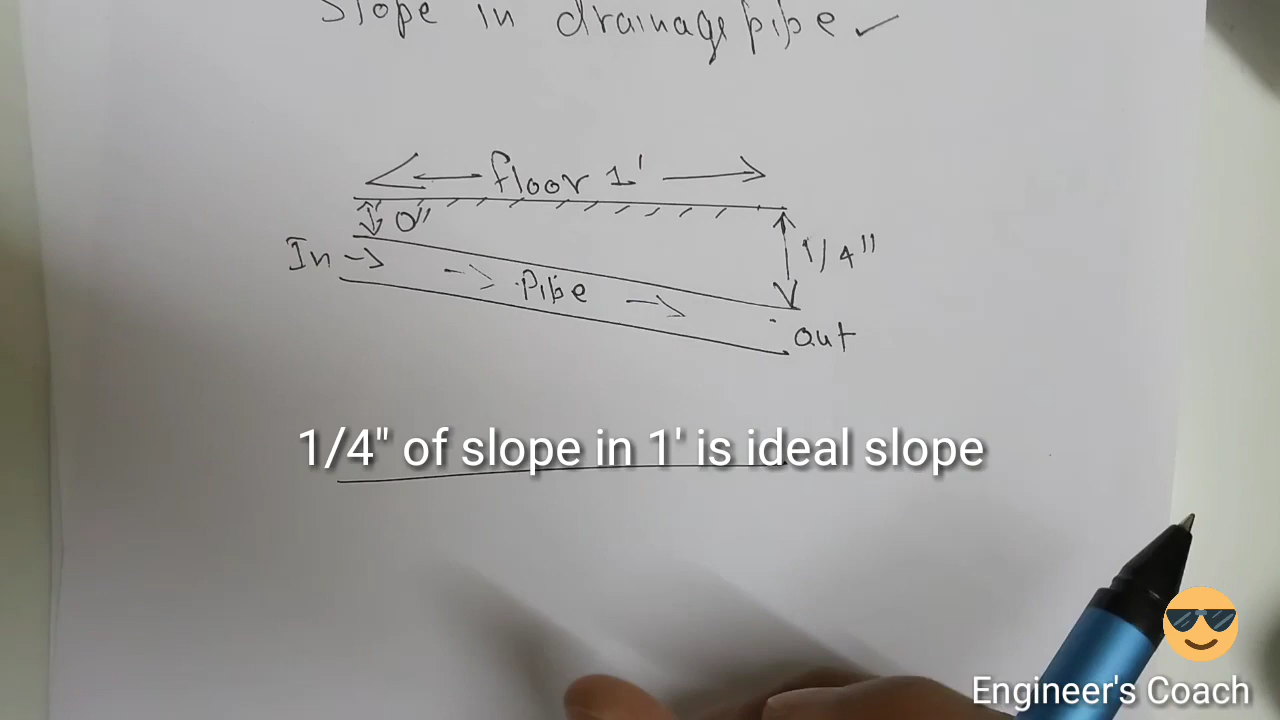 Slope in drainage pipe
floor 1'
0"
1/4"
In
Pipe
out
1/4" of slope in 1' is ideal slope
Engineer's Coach